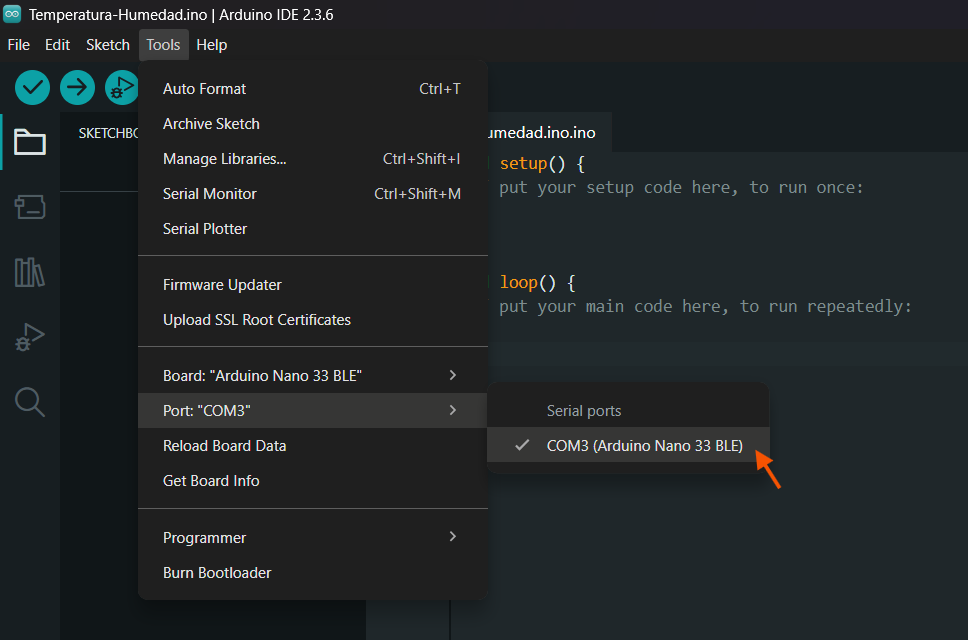 Temperatura-Humedad.ino | Arduino IDE 2.3.6
File Edit Sketch Tools Help
SKETCHBO
Auto Format Ctrl+T
Archive Sketch
Manage Libraries... Ctrl+Shift+I
Serial Monitor Ctrl+Shift+M
Serial Plotter
Firmware Updater
Upload SSL Root Certificates
Board: "Arduino Nano 33 BLE"
Port: "COM3"
Reload Board Data
Get Board Info
Programmer
Burn Bootloader
Serial ports
COM3 (Arduino Nano 33 BLE)
umedad.ino.ino
setup() {
put your setup code here, to run once:
loop() {
put your main code here, to run repeatedly: